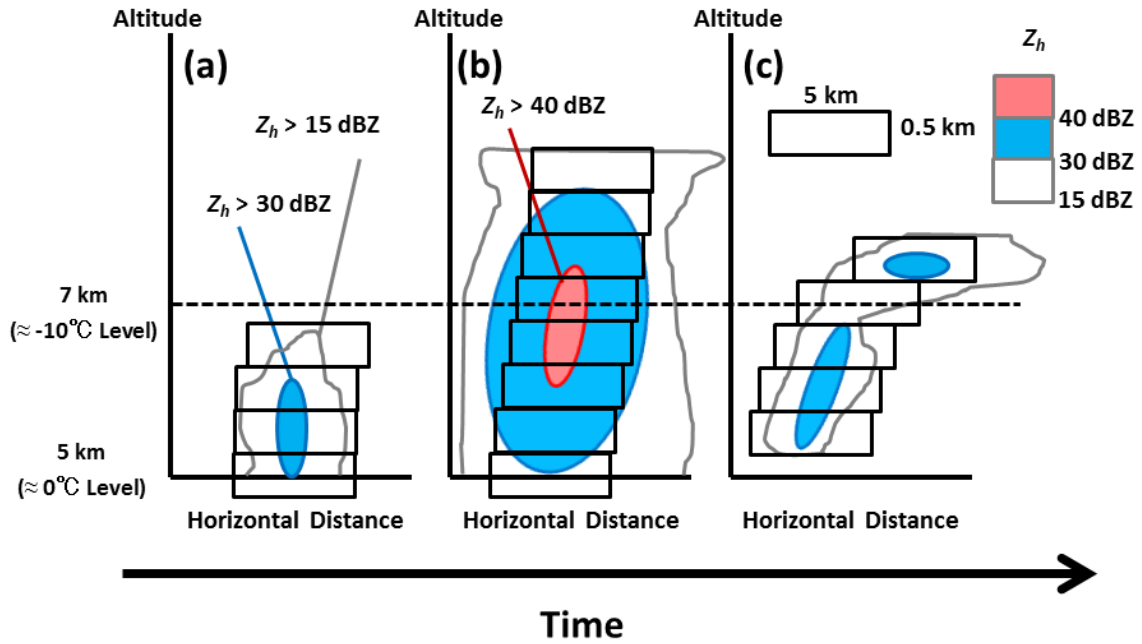 Altitude
Altitude
Altitude
(a)
(b)
(c)
Zh
5 km
0.5 km
40 dBZ
30 dBZ
15 dBZ
Zh > 40 dBZ
Zh > 15 dBZ
Zh > 30 dBZ
7 km
(≈ -10℃ Level)
5 km
(≈ 0℃ Level)
Horizontal Distance
Horizontal Distance
Horizontal Distance
Time